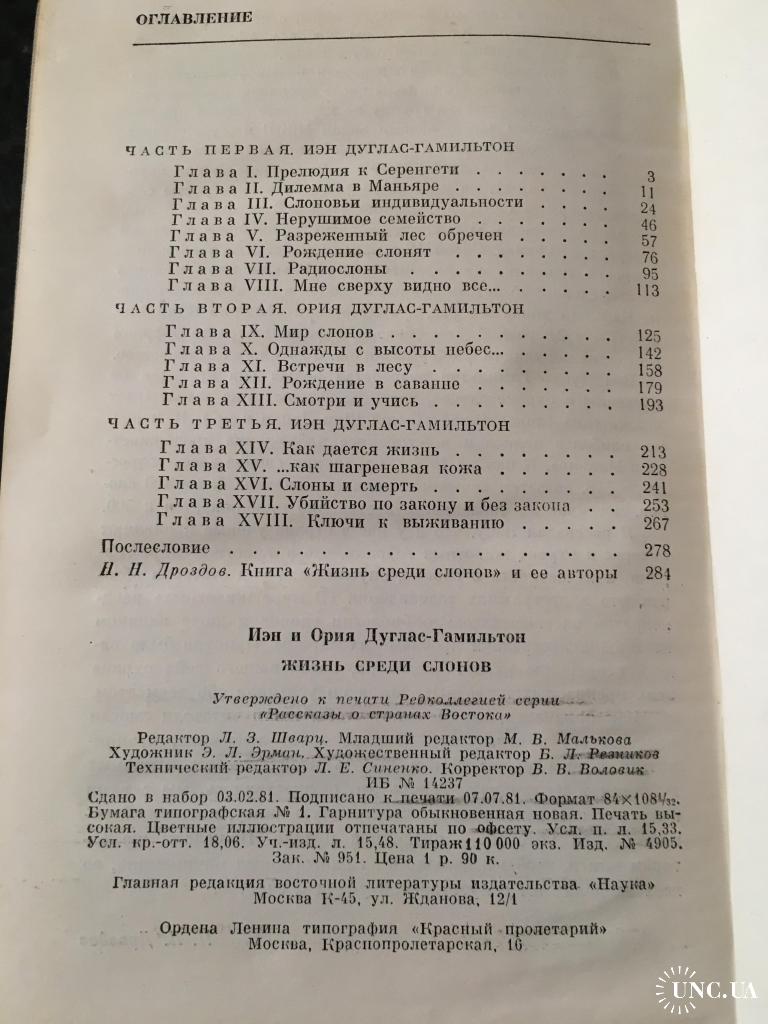 ОГЛАВЛЕНИЕ
ЧАСТЬ ПЕРВАЯ. ИЭН ДУГЛАС-ГАМИЛЬТОН
Глава I. Прелюдия к Серенгети . . . . . . . 3
Глава II. Дилемма в Маньяре . . . . . . . . 11
Глава III. Слоновьи индивидуальности . . . . 24
Глава IV. Нерушимое семейство . . . . . . . 46
Глава V. Разреженный лес обречен . . . . . 57
Глава VI. Рождение слонят . . . . . . . . 76
Глава VII. Радиослоны . . . . . . . . . 95
Глава VIII. Мне сверху видно все... . . . . . 113
ЧАСТЬ ВТОРАЯ. ОРИЯ ДУГЛАС-ГАМИЛЬТОН
Глава IX. Мир слонов . . . . . . . . . . 125
Глава X. Однажды с высоты небес... . . . . . 142
Глава XI. Встречи в лесу . . . . . . . . . 158
Глава XII. Рождение в саванне . . . . . . . 179
Глава XIII. Смотри и учись . . . . . . . . 193
ЧАСТЬ ТРЕТЬЯ. ИЭН ДУГЛАС-ГАМИЛЬТОН
Глава XIV. Как дается жизнь . . . . . . . . 213
Глава XV. ...как шагреневая кожа . . . . . . 228
Глава XVI. Слоны и смерть . . . . . . . . 241
Глава XVII. Убийство по закону и без закона . . 253
Глава XVIII. Ключи к выживанию . . . . . 267
Послесловие . . . . . . . . . . . . . . . . . 278
Н. Н. Дроздов. Книга «Жизнь среди слонов» и ее авторы 284
Иэн и Ория Дуглас-Гамильтон
ЖИЗНЬ СРЕДИ СЛОНОВ
Утверждено к печати Редколлегией серии
«Рассказы о странах Востока»
Редактор Л. З. Шварц. Младший редактор М. В. Малькова
Художник Э. Л. Эрман. Художественный редактор Б. Л. Резников
Технический редактор Л. Е. Синенко. Корректор В. В. Воловик
ИБ № 14237
Сдано в набор 03.02.81. Подписано к печати 07.07.81. Формат 84×108 1/32.
Бумага типографская № 1. Гарнитура обыкновенная новая. Печать вы-
сокая. Цветные иллюстрации отпечатаны по офсету. Усл. п. л. 15,33.
Усл. кр.-отт. 18,06. Уч.-изд. л. 15,48. Тираж 110 000 экз. Изд. № 4905.
Зак. № 951. Цена 1 р. 90 к.
Главная редакция восточной литературы издательства «Наука»
Москва К-45, ул. Жданова, 12/1
Ордена Ленина типография «Красный пролетарий»
Москва, Краснопролетарская, 16
UNC.UA